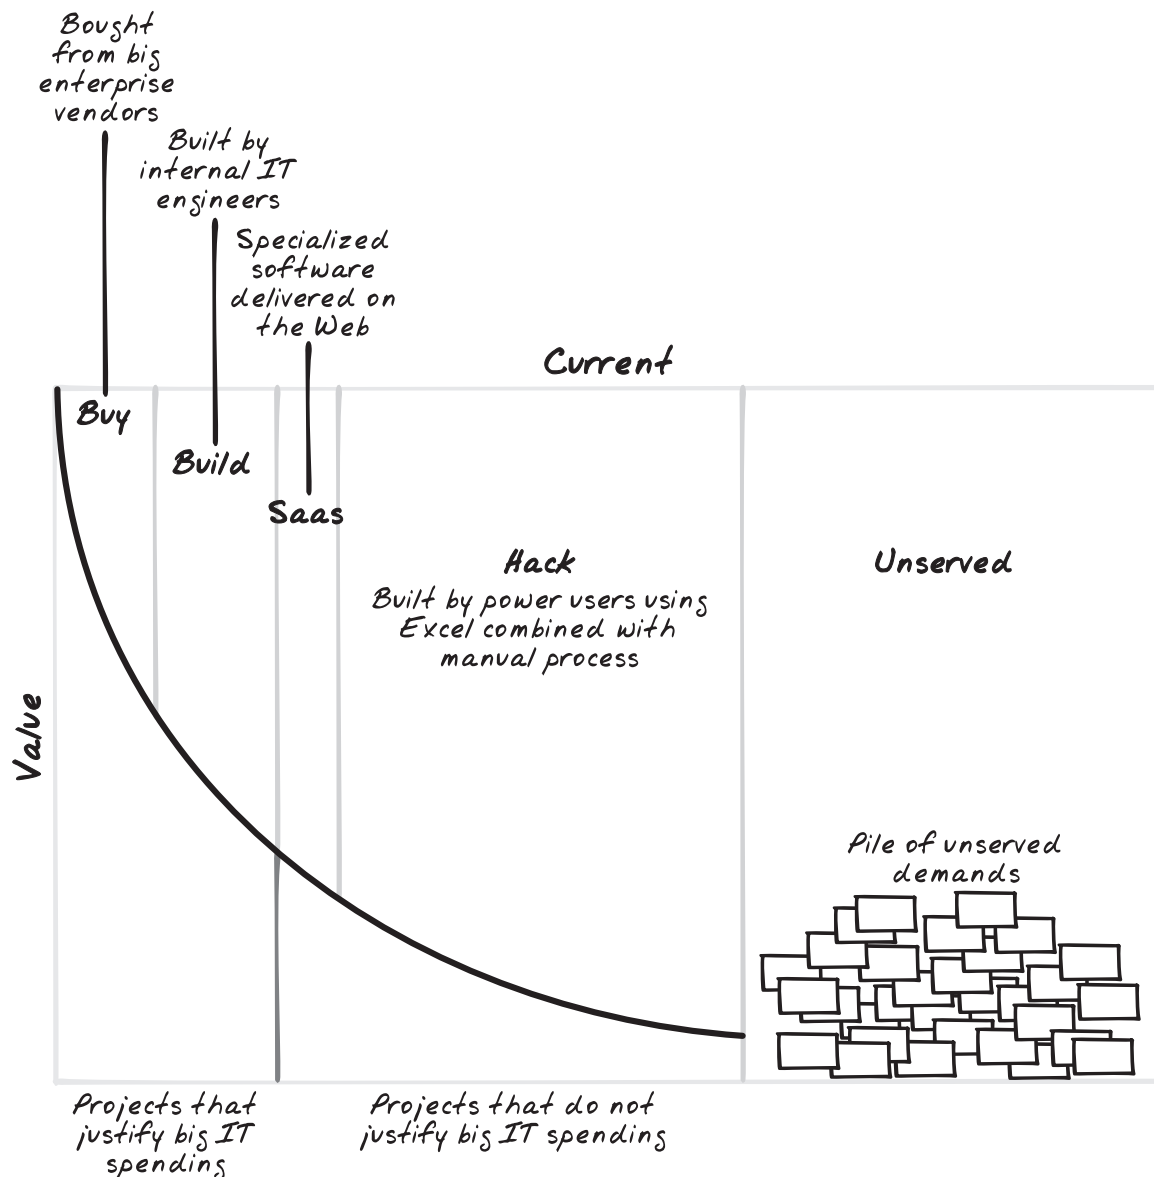 Bought
from big
enterprise
vendors
Built by
internal IT
engineers
Specialized
software
delivered on
the Web
Current
Buy
Build
Saas
Hack
Built by power users using
Excel combined with
manual process
Unserved
Value
Pile of unserved
demands
Projects that
justify big IT
spending
Projects that do not
justify big IT spending